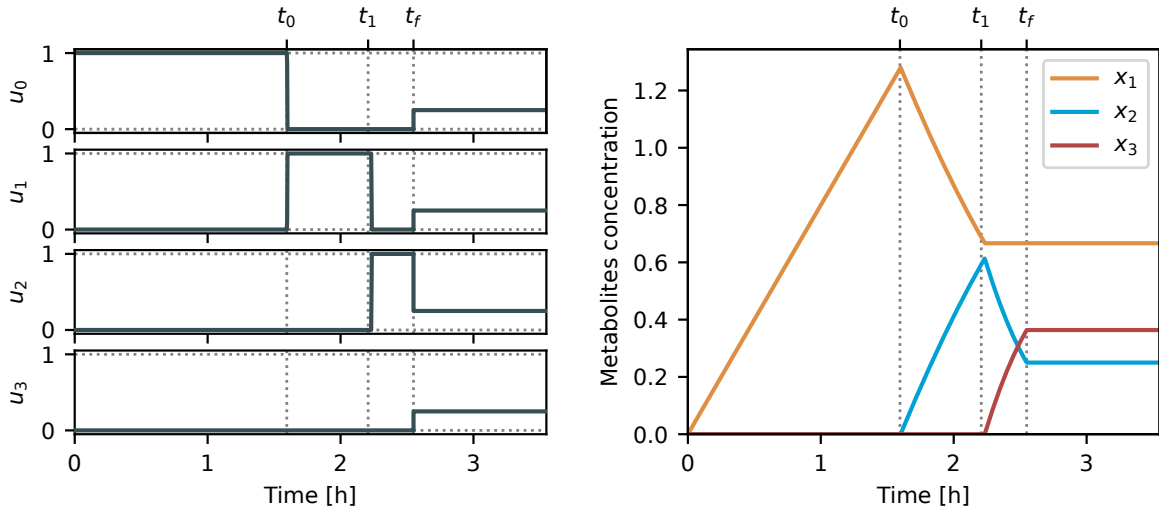 t₀ t₁ t_f
1
0
u₀
1
0
u₁
1
0
u₂
1
0
u₃
0 1 2 3
Time [h]
t₀ t₁ t_f
1.2
1.0
0.8
0.6
0.4
0.2
0.0
Metabolites concentration
x₁
x₂
x₃
0 1 2 3
Time [h]